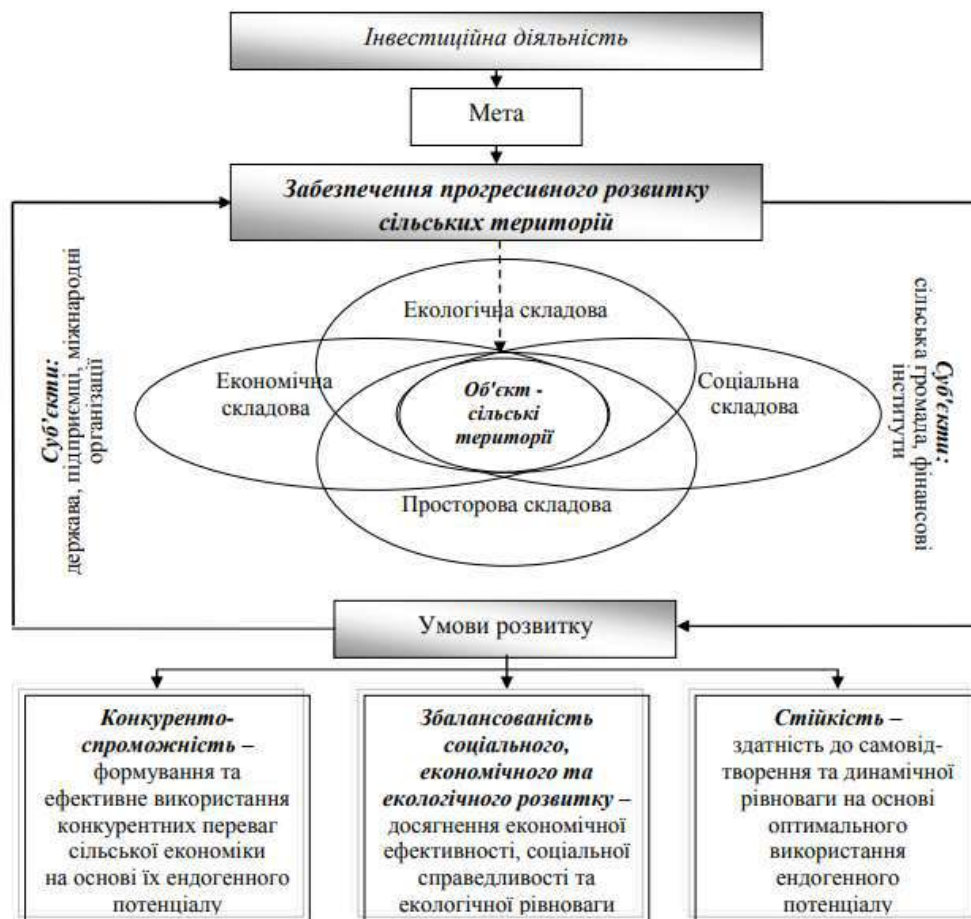 Інвестиційна діяльність
Мета
Забезпечення прогресивного розвитку
сільських територій
Суб'єкти:
держава, підприємці, міжнародні
організації
Екологічна складова
Економічна
складова
Об'єкт -
сільські
території
Соціальна
складова
Просторова складова
Суб'єкти:
сільська громада, фінансові
інститути
Умови розвитку
Конкуренто-
спроможність –
формування та
ефективне використання
конкурентних переваг
сільської економіки
на основі їх ендогенного
потенціалу
Збалансованість
соціального,
економічного та
екологічного розвитку –
досягнення економічної
ефективності, соціальної
справедливості та
екологічної рівноваги
Стійкість –
здатність до самовід-
творення та динамічної
рівноваги на основі
оптимального
використання
ендогенного
потенціалу